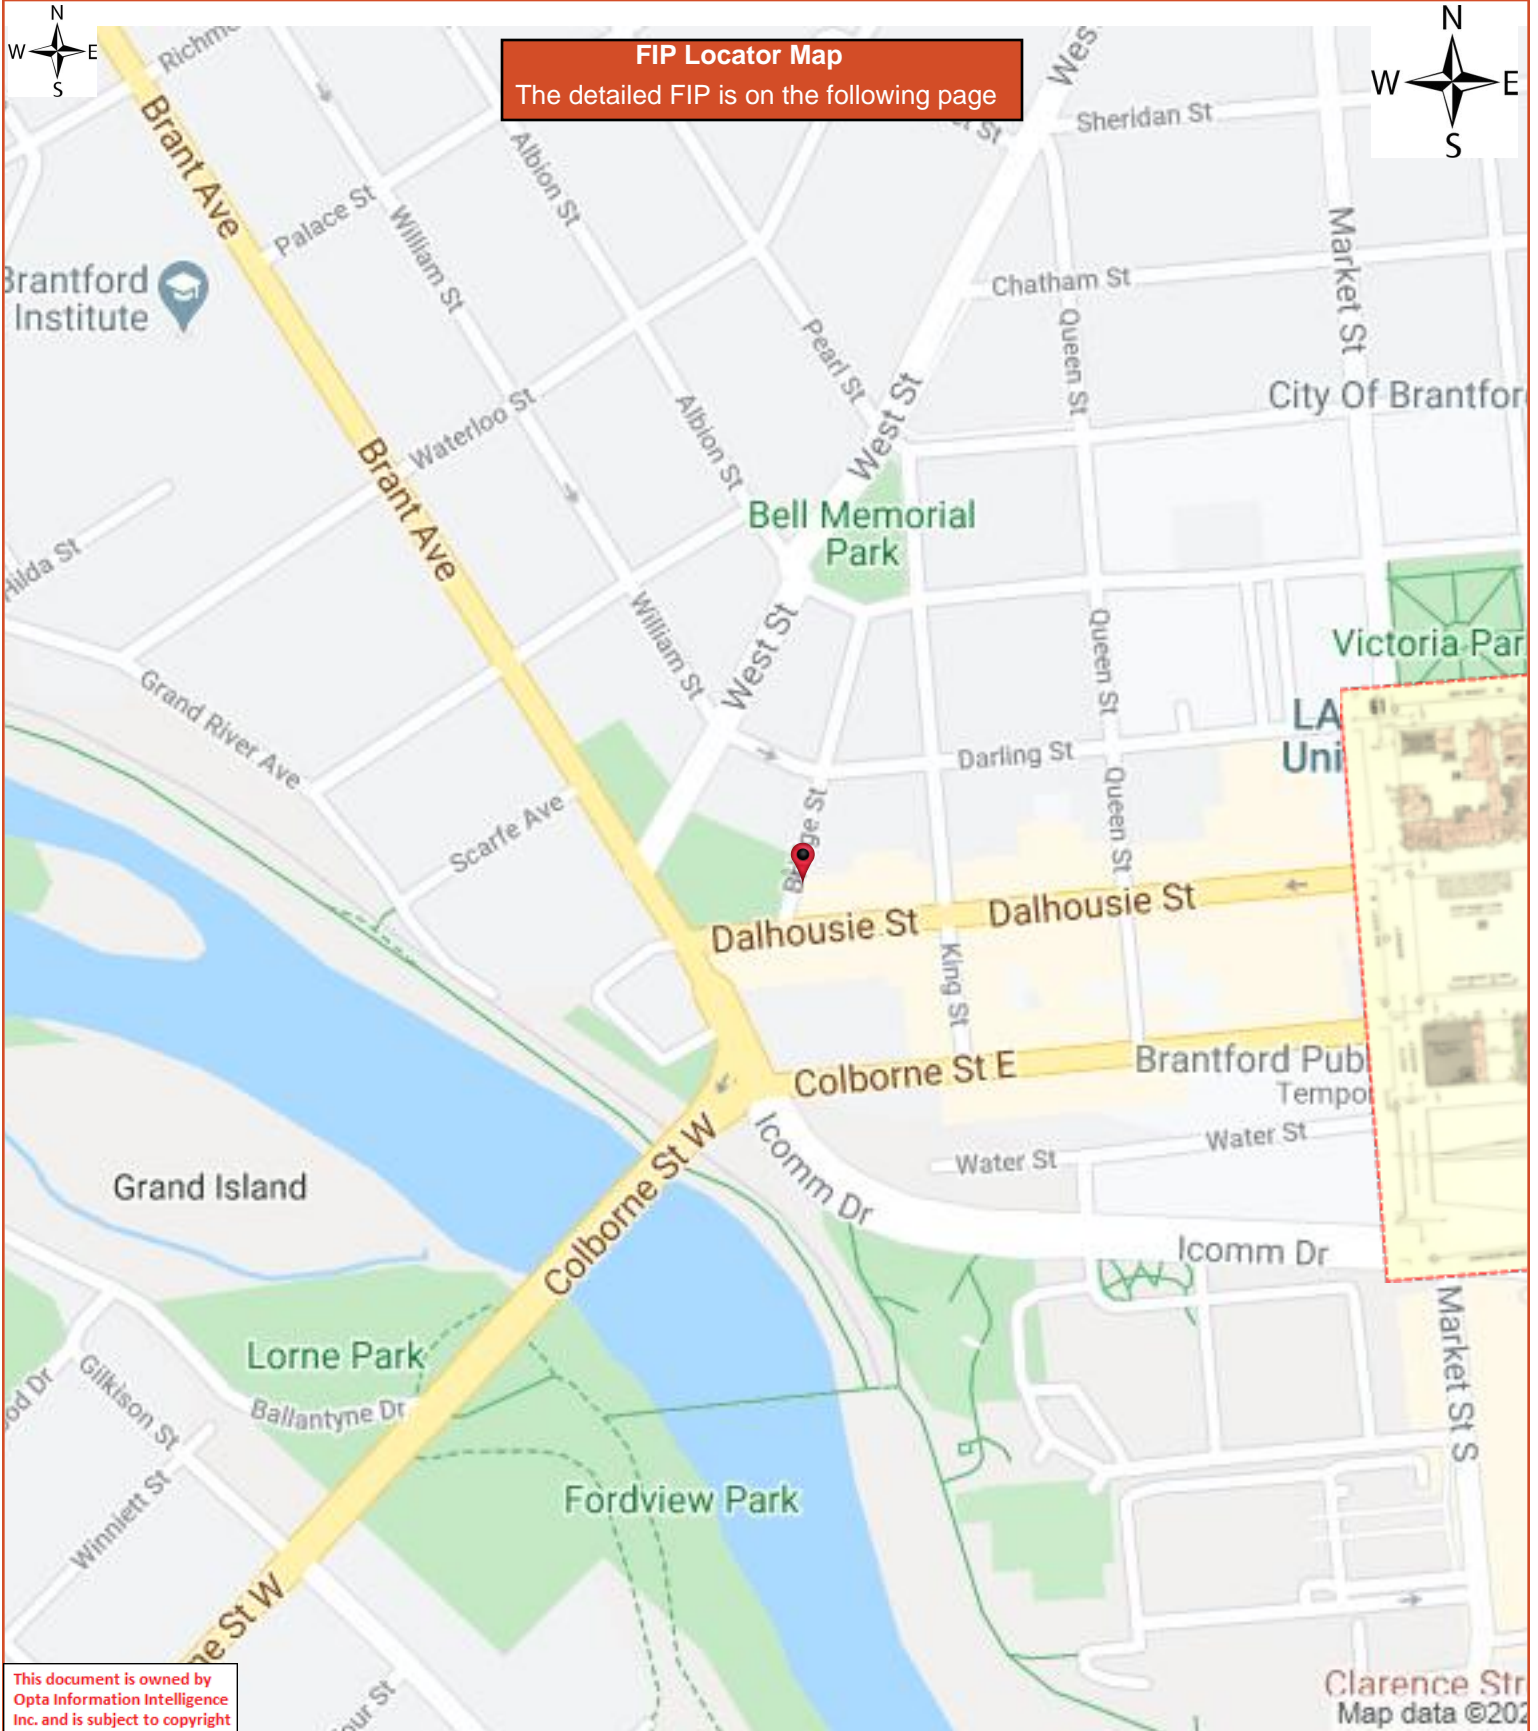 N
W E
S
FIP Locator Map
The detailed FIP is on the following page
N
W E
S
Brant Ave
Palace St
William St
Albion St
Sheridan St
Chatham St
Market St
Brantford
Institute
Pearl St
Queen St
West St
City Of Brantfor
Waterloo St
Albion St
Brant Ave
Bell Memorial
Park
Hilda St
William St
West St
Queen St
Victoria Par
Grand River Ave
LA
Uni
Darling St
Queen St
Scarfe Ave
Dalhousie St
Dalhousie St
King St
Colborne St E
Brantford Pub
Tempo
Water St
Water St
Icomm Dr
Icomm Dr
Grand Island
Colborne St W
Market St S
Lorne Park
Ballantyne Dr
Gilkison St
Winniett St
Fordview Park
ne St W
Clarence Str
Map data ©202
This document is owned by
Opta Information Intelligence
Inc. and is subject to copyright